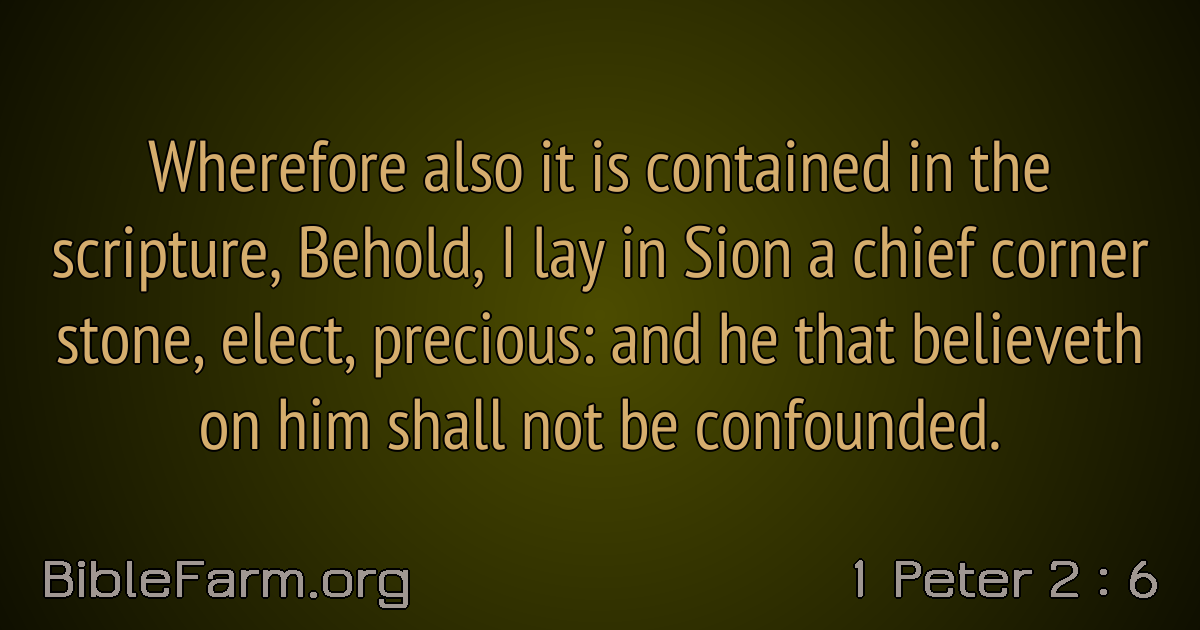 Wherefore also it is contained in the
scripture, Behold, I lay in Sion a chief corner
stone, elect, precious: and he that believeth
on him shall not be confounded.
BibleFarm.org
1 Peter 2 : 6